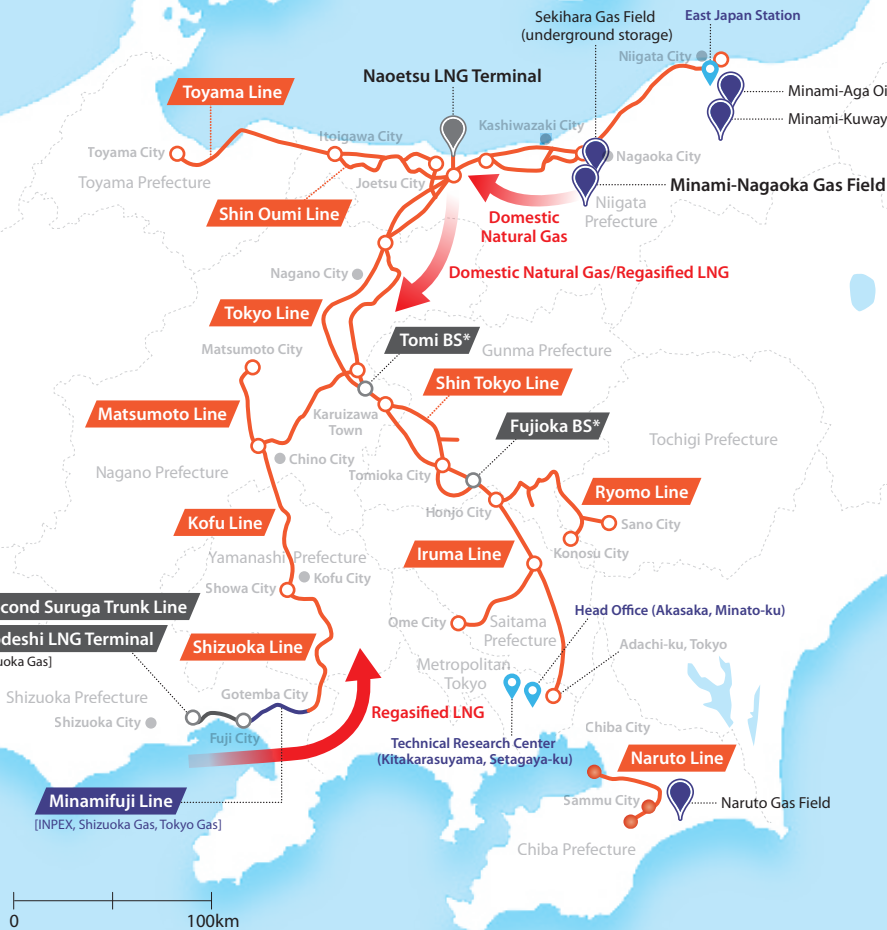 Sekihara Gas Field
(underground storage)
East Japan Station
Niigata City
Naoetsu LNG Terminal
Minami-Aga Oi
Toyama Line
Minami-Kuway
Kashiwazaki City
Itoigawa City
Toyama City
Nagaoka City
Toyama Prefecture
Joetsu City
Minami-Nagaoka Gas Field
Niigata
Prefecture
Shin Oumi Line
Domestic
Natural Gas
Nagano City
Domestic Natural Gas/Regasified LNG
Tokyo Line
Tomi BS*
Matsumoto City
Gunma Prefecture
Shin Tokyo Line
Matsumoto Line
Karuizawa
Town
Fujioka BS*
Tochigi Prefecture
Chino City
Nagano Prefecture
Tomioka City
Ryomo Line
Honjo City
Kofu Line
Sano City
Iruma Line
Konosu City
Yamanashi Prefecture
Kofu City
Showa City
cond Suruga Trunk Line
Head Office (Akasaka, Minato-ku)
Ome City
Saitama
Prefecture
deshi LNG Terminal
uoka Gas]
Shizuoka Line
Adachi-ku, Tokyo
Metropolitan
Tokyo
Shizuoka Prefecture
Gotemba City
Regasified LNG
Shizuoka City
Fuji City
Chiba City
Technical Research Center
(Kitakarasuyama, Setagaya-ku)
Naruto Line
Minamifuji Line
[INPEX, Shizuoka Gas, Tokyo Gas]
Sammu City
Naruto Gas Field
Chiba Prefecture
0
100km